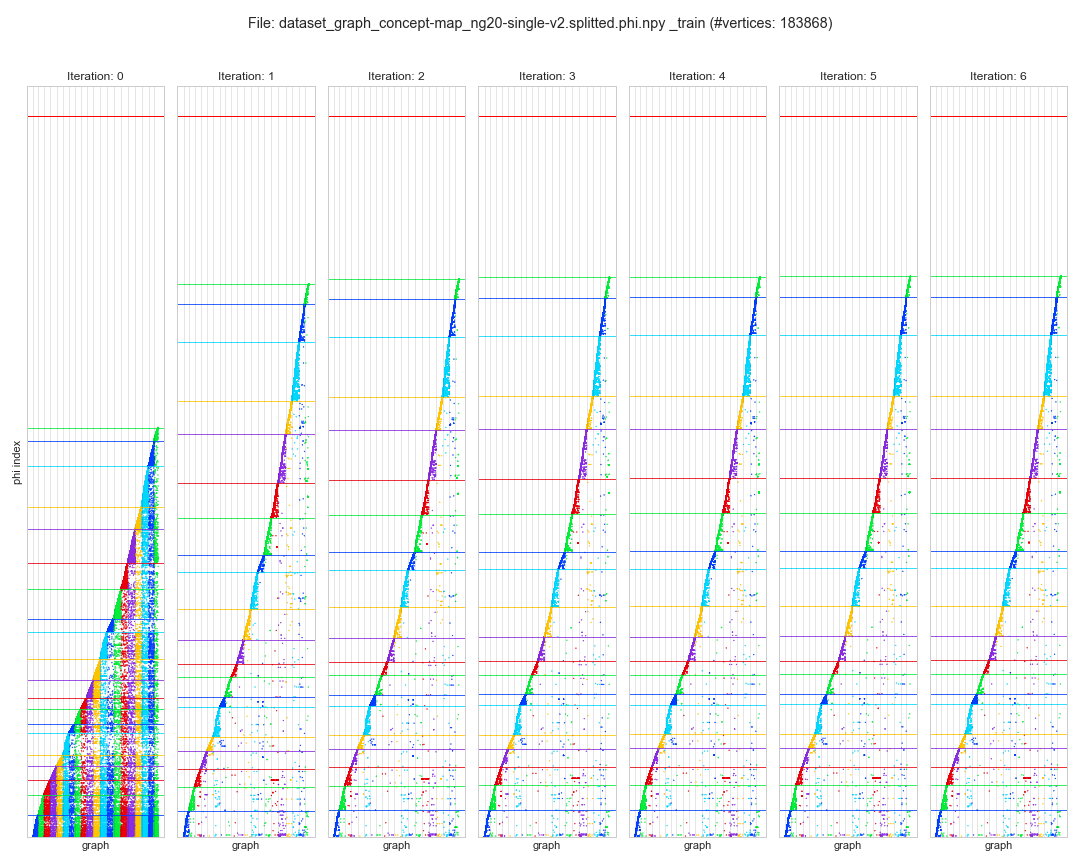 File: dataset_graph_concept-map_ng20-single-v2.splitted.phi.npy _train (#vertices: 183868)
Iteration: 0
Iteration: 1
Iteration: 2
Iteration: 3
Iteration: 4
Iteration: 5
Iteration: 6
phi index
graph
graph
graph
graph
graph
graph
graph